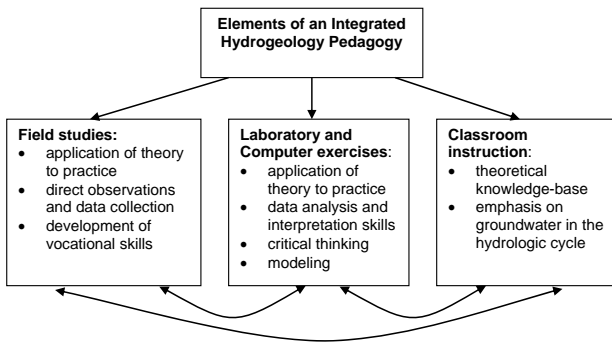 Elements of an Integrated
Hydrogeology Pedagogy
Field studies:
• application of theory
to practice
• direct observations
and data collection
• development of
vocational skills
Laboratory and
Computer exercises:
• application of
theory to practice
• data analysis and
interpretation skills
• critical thinking
• modeling
Classroom
instruction:
• theoretical
knowledge-base
• emphasis on
groundwater in the
hydrologic cycle